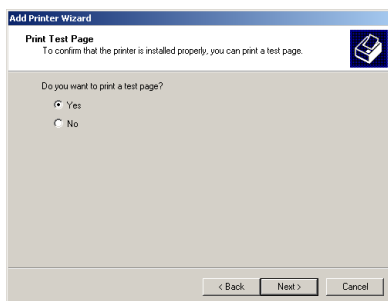 Add Printer Wizard
Print Test Page
To confirm that the printer is installed properly, you can print a test page.
Do you want to print a test page?
Yes
No
< Back Next > Cancel